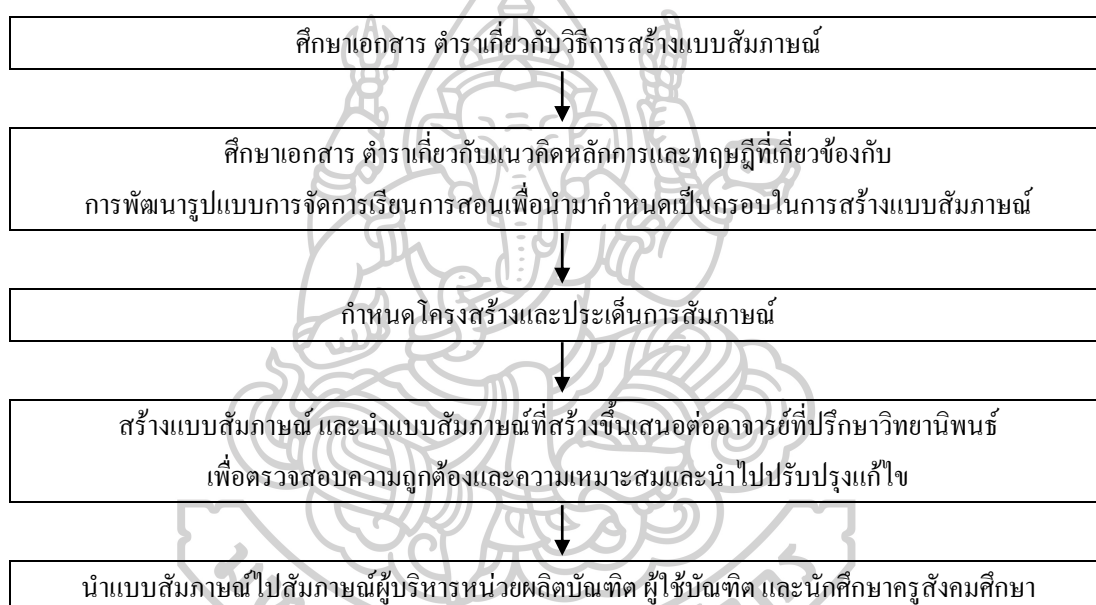 ศึกษาเอกสาร ตำราเกี่ยวกับวิธีการสร้างแบบสัมภาษณ์
ศึกษาเอกสาร ตำราเกี่ยวกับแนวคิดหลักการและทฤษฎีที่เกี่ยวข้องกับ
การพัฒนารูปแบบการจัดการเรียนการสอนเพื่อนำมากำหนดเป็นกรอบในการสร้างแบบสัมภาษณ์
กำหนดโครงสร้างและประเด็นการสัมภาษณ์
สร้างแบบสัมภาษณ์ และนำแบบสัมภาษณ์ที่สร้างขึ้นเสนอต่ออาจารย์ที่ปรึกษาวิทยานิพนธ์
เพื่อตรวจสอบความถูกต้องและความเหมาะสมและนำไปปรับปรุงแก้ไข
นำแบบสัมภาษณ์ไปสัมภาษณ์ผู้บริหารหน่วยผลิตบัณฑิต ผู้ใช้บัณฑิต และนักศึกษาครูสังคมศึกษา